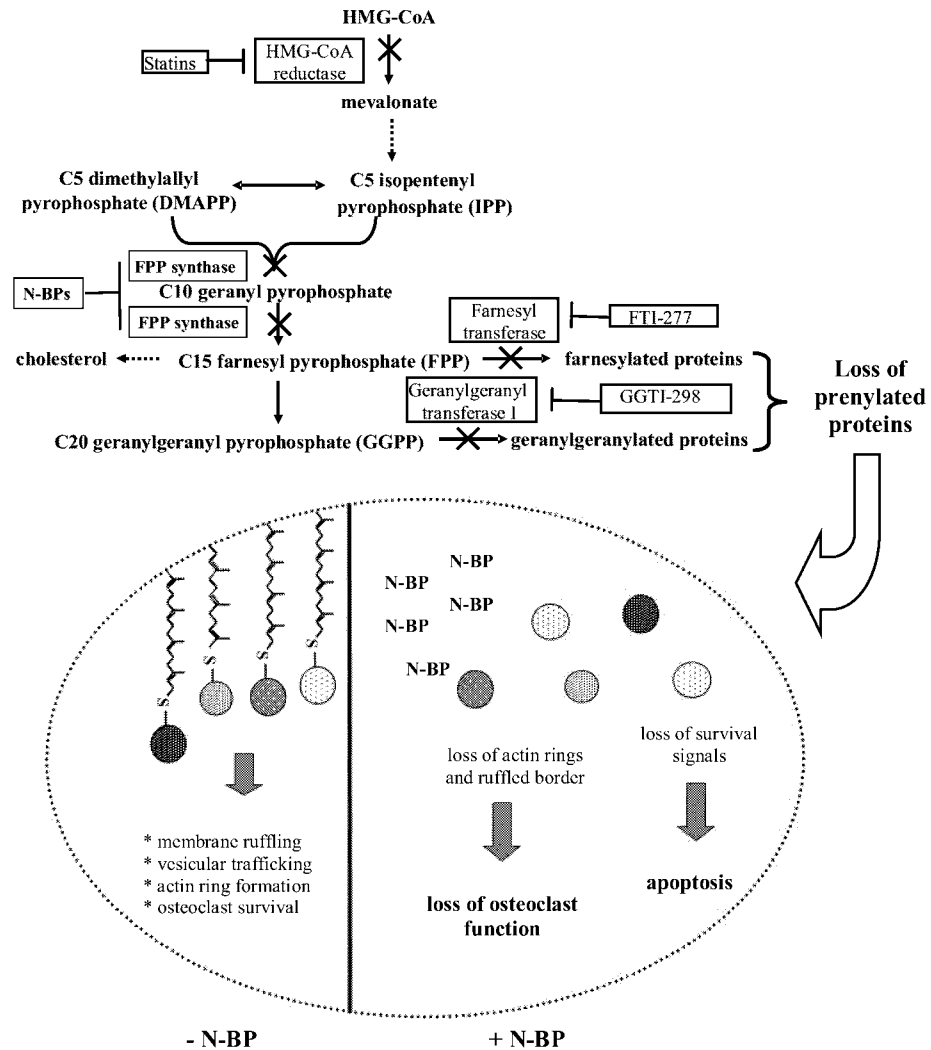 HMG-CoA
Statins
HMG-CoA
reductase
mevalonate
C5 dimethylallyl
pyrophosphate (DMAPP)
C5 isopentenyl
pyrophosphate (IPP)
N-BPs
FPP synthase
C10 geranyl pyrophosphate
FPP synthase
Farnesyl
transferase
FTI-277
cholesterol
C15 farnesyl pyrophosphate (FPP)
farnesylated proteins
Geranylgeranyl
transferase I
GGTI-298
C20 geranylgeranyl pyrophosphate (GGPP)
geranylgeranylated proteins
Loss of
prenylated
proteins
S
S
S
S
* membrane ruffling
* vesicular trafficking
* actin ring formation
* osteoclast survival
N-BP
N-BP
N-BP
N-BP
N-BP
loss of actin rings
and ruffled border
loss of survival
signals
loss of osteoclast
function
apoptosis
- N-BP
+ N-BP